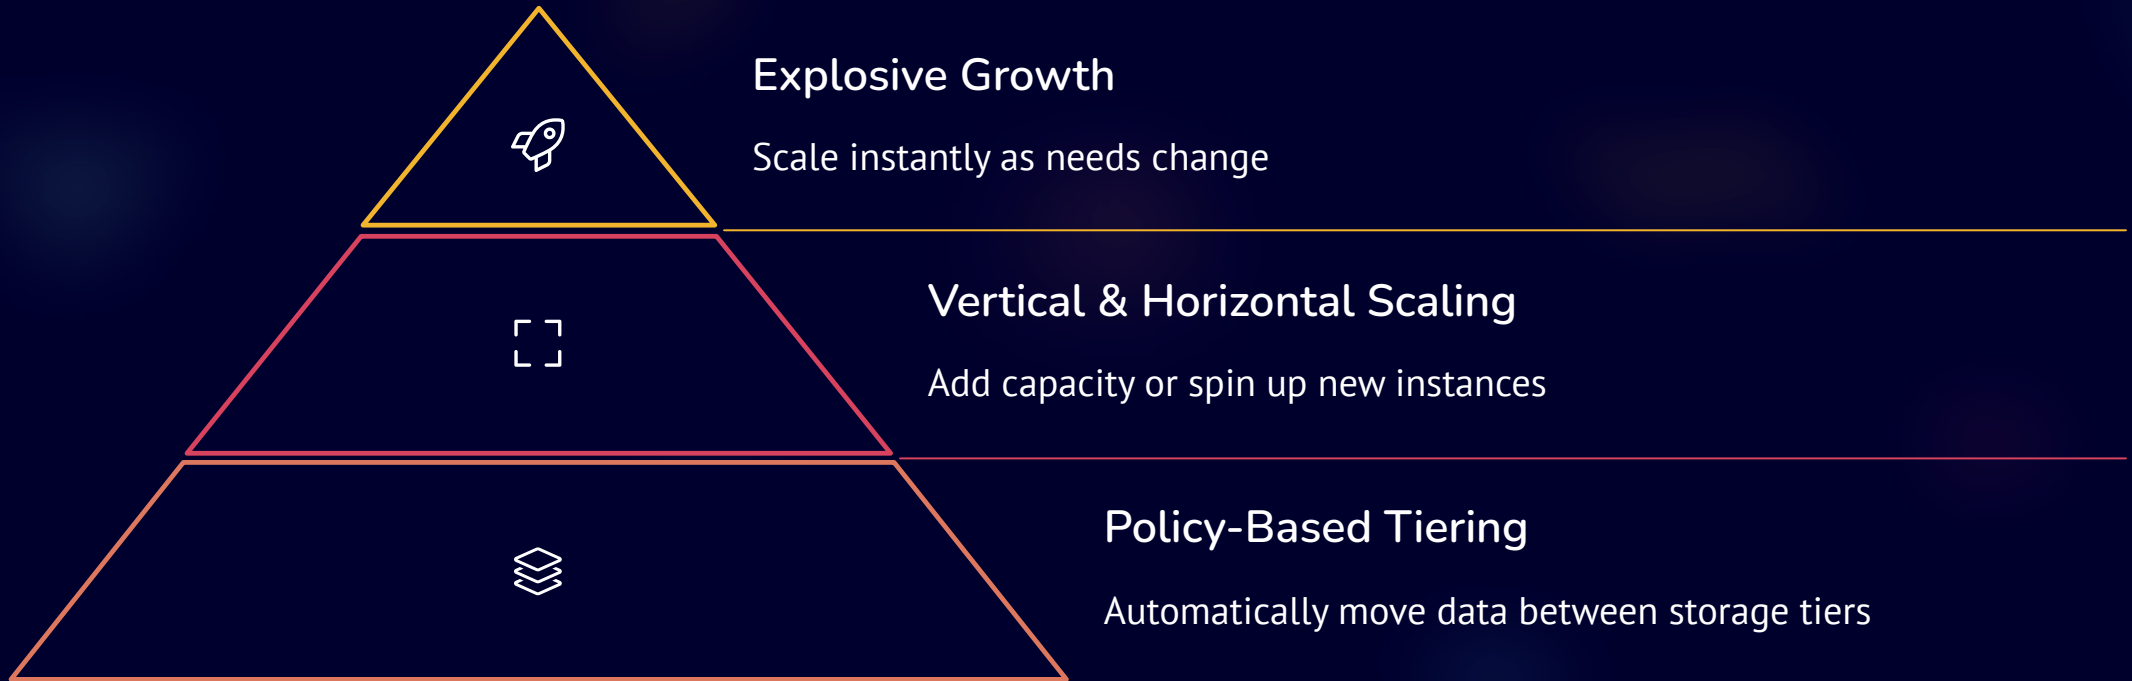 Explosive Growth
Scale instantly as needs change
Vertical & Horizontal Scaling
Add capacity or spin up new instances
Policy-Based Tiering
Automatically move data between storage tiers